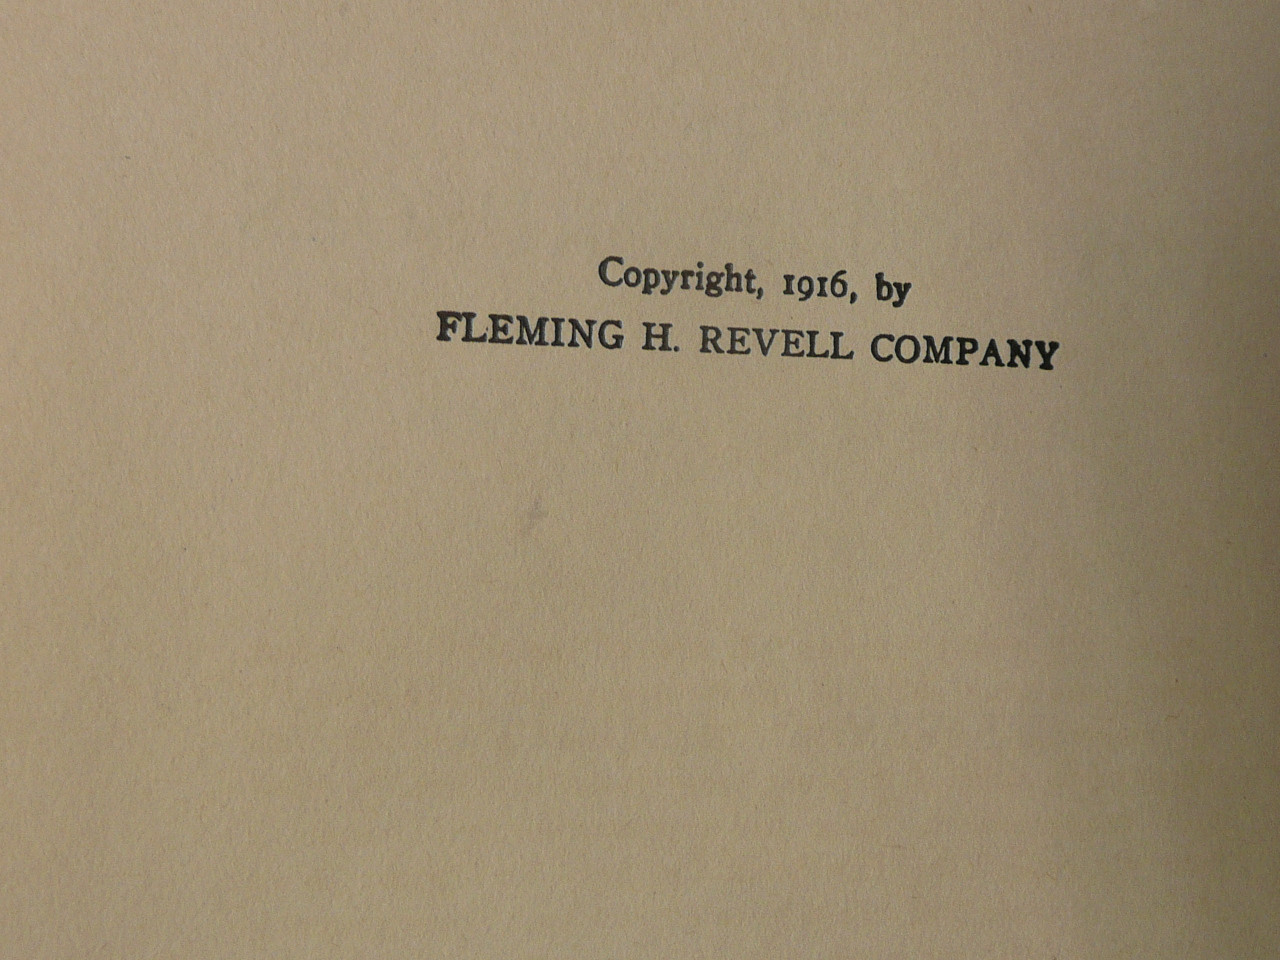 Copyright, 1916, by
FLEMING H. REVELL COMPANY